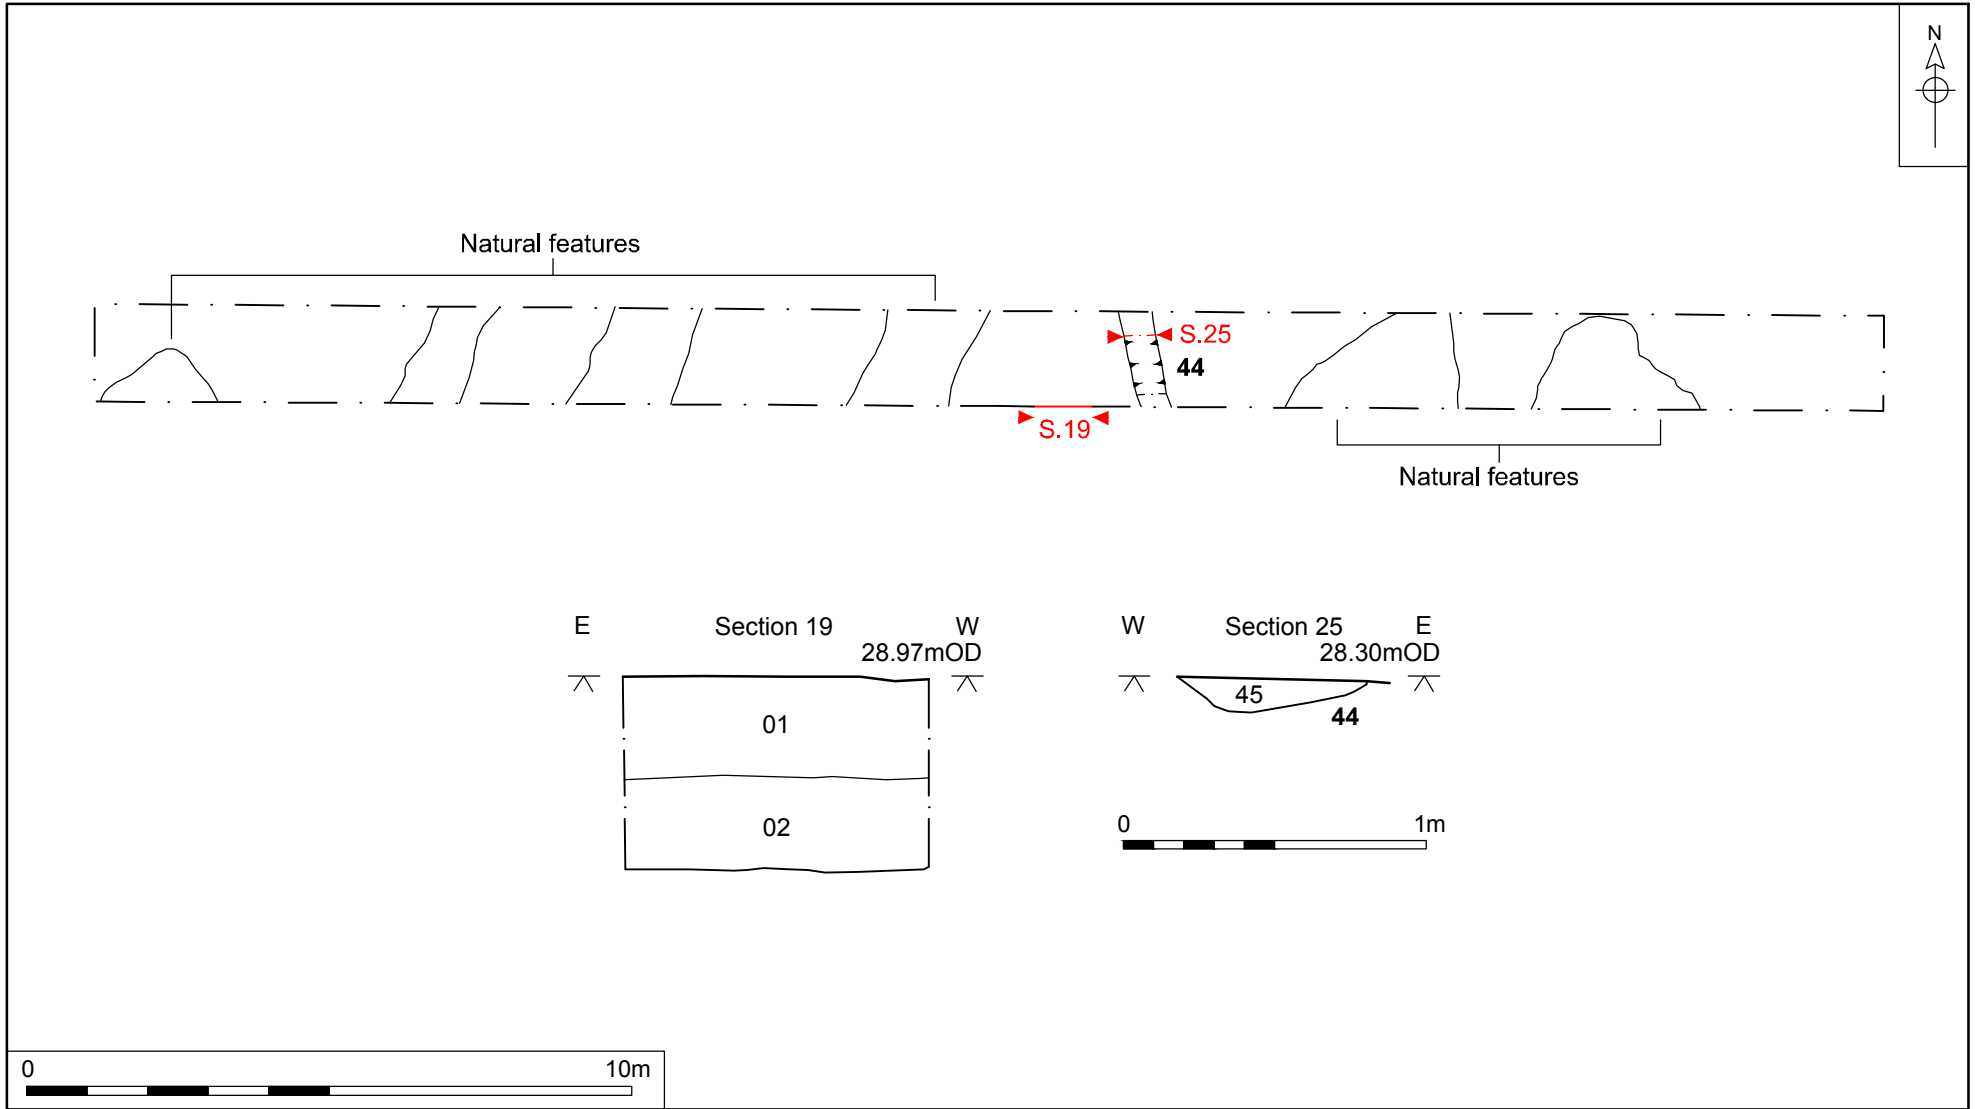 N
Natural features
S.25
44
S.19
Natural features
E Section 19 W
28.97mOD
01
02
W Section 25 E
28.30mOD
45
44
0 1m
0 10m